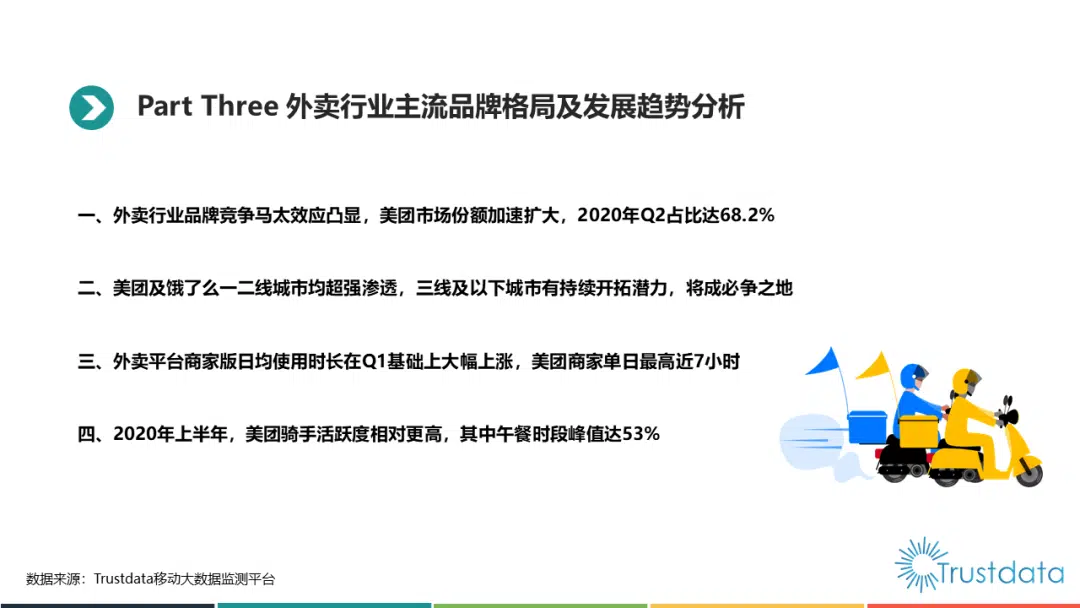 Part Three 外卖行业主流品牌格局及发展趋势分析
一、外卖行业品牌竞争马太效应凸显，美团市场份额加速扩大，2020年Q2占比达68.2%
二、美团及饿了么一二线城市均超强渗透，三线及以下城市有持续开拓潜力，将成必争之地
三、外卖平台商家版日均使用时长在Q1基础上大幅上涨，美团商家单日最高近7小时
四、2020年上半年，美团骑手活跃度相对更高，其中午餐时段峰值达53%
数据来源：Trustdata移动大数据监测平台
Trustdata